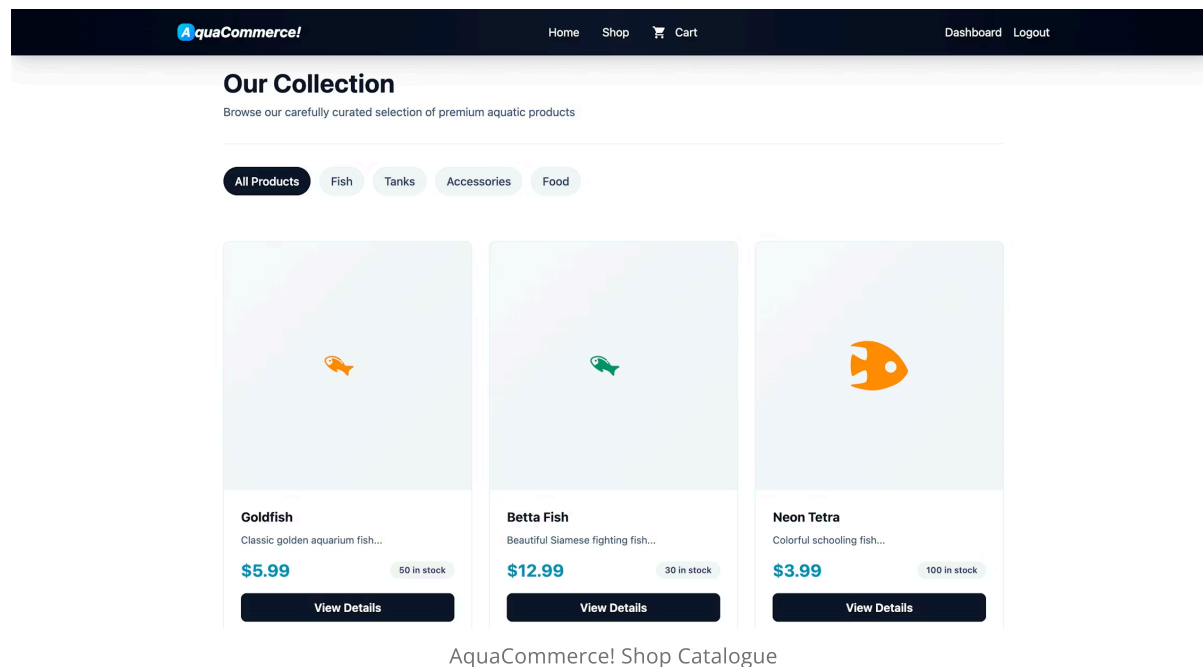 AquaCommerce!
Home Shop Cart
Dashboard Logout
Our Collection
Browse our carefully curated selection of premium aquatic products
All Products Fish Tanks Accessories Food
Goldfish
Classic golden aquarium fish...
$5.99 50 in stock
View Details
Betta Fish
Beautiful Siamese fighting fish...
$12.99 30 in stock
View Details
Neon Tetra
Colorful schooling fish...
$3.99 100 in stock
View Details
AquaCommerce! Shop Catalogue